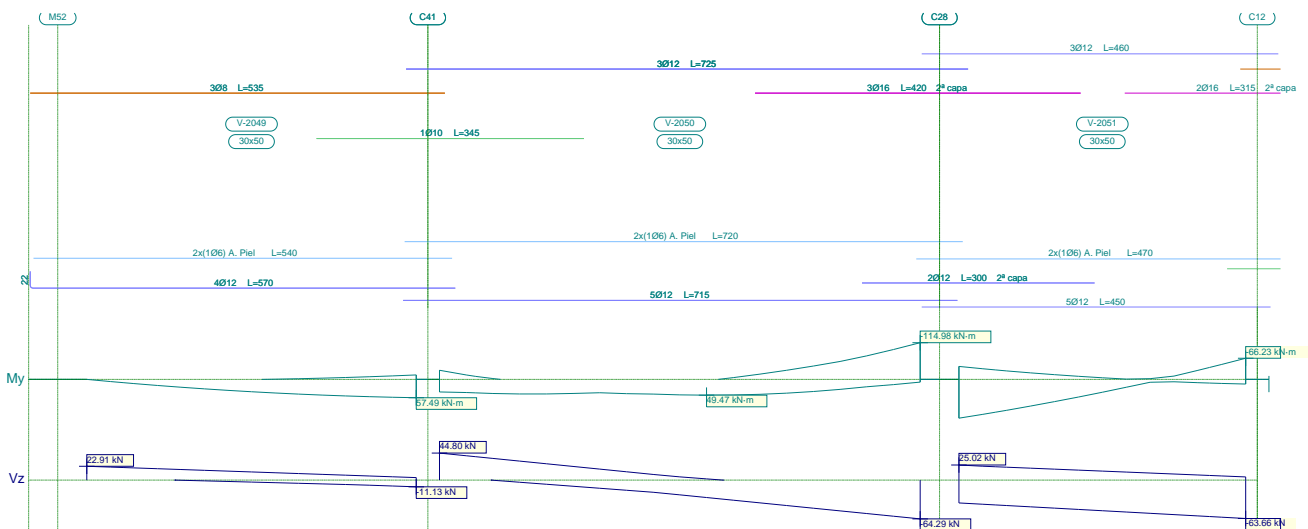 M52 C41 C28 C12
3Ø12 L=460
3Ø12 L=725
3Ø8 L=535 3Ø16 L=420 2ª capa 2Ø16 L=315 2ª capa
V-2049 V-2050 V-2051
1Ø10 L=345
30x50 30x50 30x50
2x(1Ø6) A. Piel L=720
2x(1Ø6) A. Piel L=540 2x(1Ø6) A. Piel L=470
22
4Ø12 L=570 2Ø12 L=300 2ª capa
5Ø12 L=715 5Ø12 L=450
-114.98 kN·m
-66.23 kN·m
My
57.49 kN·m 49.47 kN·m
44.80 kN
22.91 kN 25.02 kN
Vz
-11.13 kN
-64.29 kN -63.66 kN